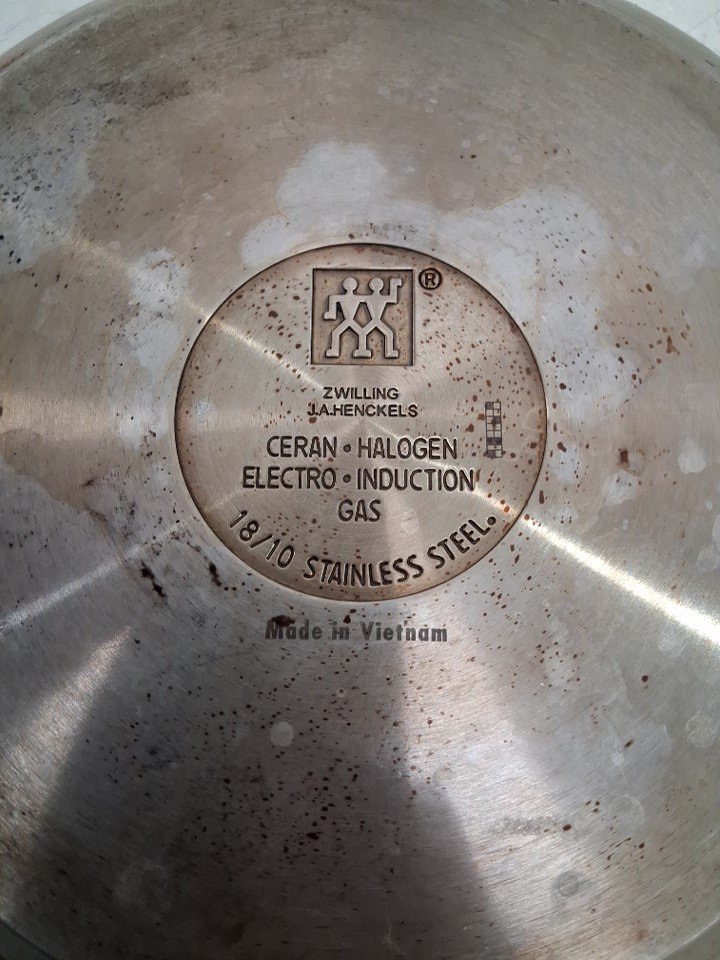 ®
ZWILLING
J.A.HENCKELS
CERAN • HALOGEN
ELECTRO • INDUCTION
GAS
18/10 STAINLESS STEEL.
Made in Vietnam